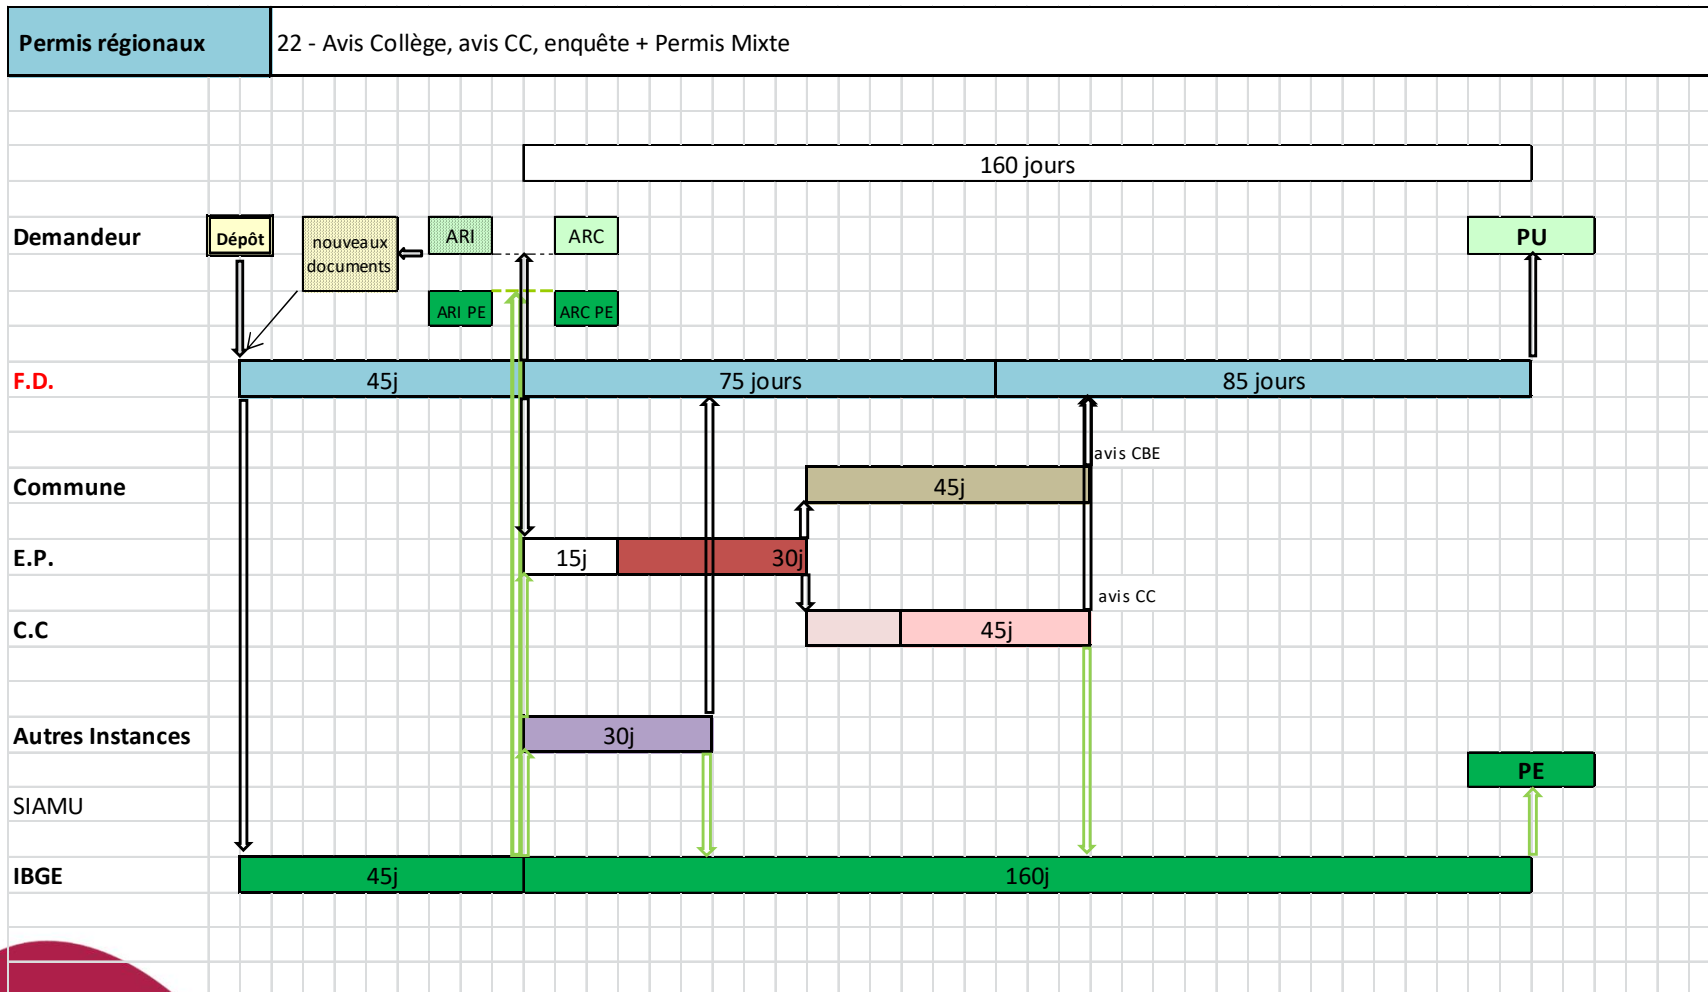 Permis régionaux
22 - Avis Collège, avis CC, enquête + Permis Mixte
160 jours
Demandeur
Dépôt
nouveaux
documents
ARI
ARC
PU
ARI PE
ARC PE
F.D.
45j
75 jours
85 jours
avis CBE
Commune
45j
E.P.
15j
30j
avis CC
C.C
45j
Autres Instances
30j
PE
SIAMU
IBGE
45j
160j